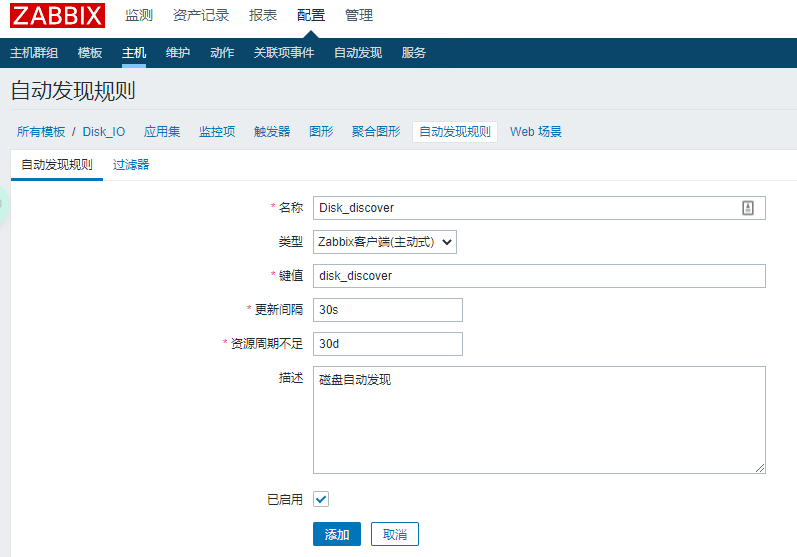 ZABBIX 监测 资产记录 报表 配置 管理
主机群组 模板 主机 维护 动作 关联项事件 自动发现 服务
自动发现规则
所有模板 / Disk_IO 应用集 监控项 触发器 图形 聚合图形 自动发现规则 Web 场景
自动发现规则 过滤器
* 名称 Disk_discover
类型 Zabbix客户端(主动式)
* 键值 disk_discover
* 更新间隔 30s
* 资源周期不足 30d
描述 磁盘自动发现
已启用
添加 取消